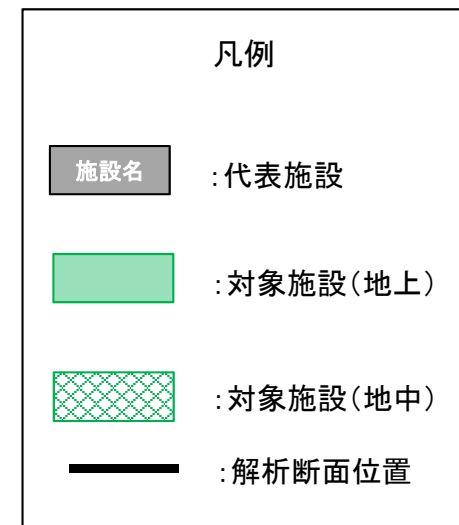 凡例
施設名 :代表施設
:対象施設(地上)
:対象施設(地中)
:解析断面位置